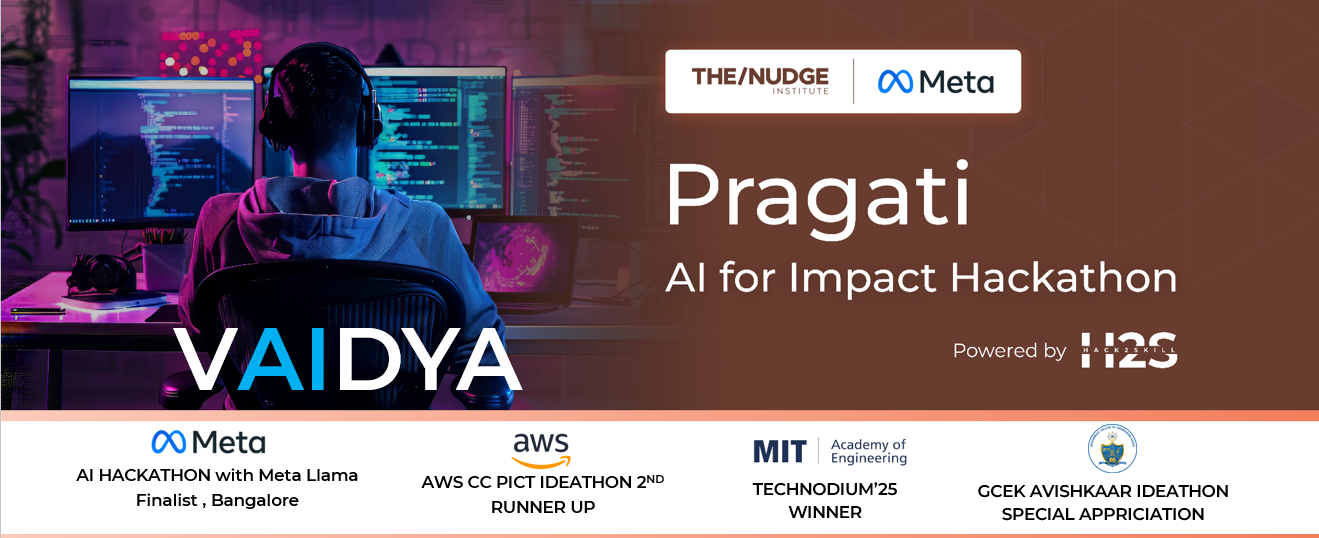 THE/NUDGE
INSTITUTE
Meta
Pragati
AI for Impact Hackathon
Powered by H2S
HACK2SKILL
VAIDYA
Meta
AI HACKATHON with Meta Llama
Finalist , Bangalore
aws
AWS CC PICT IDEATHON 2ND
RUNNER UP
MIT Academy of
Engineering
TECHNODIUM’25
WINNER
GCEK AVISHKAAR IDEATHON
SPECIAL APPRICIATION